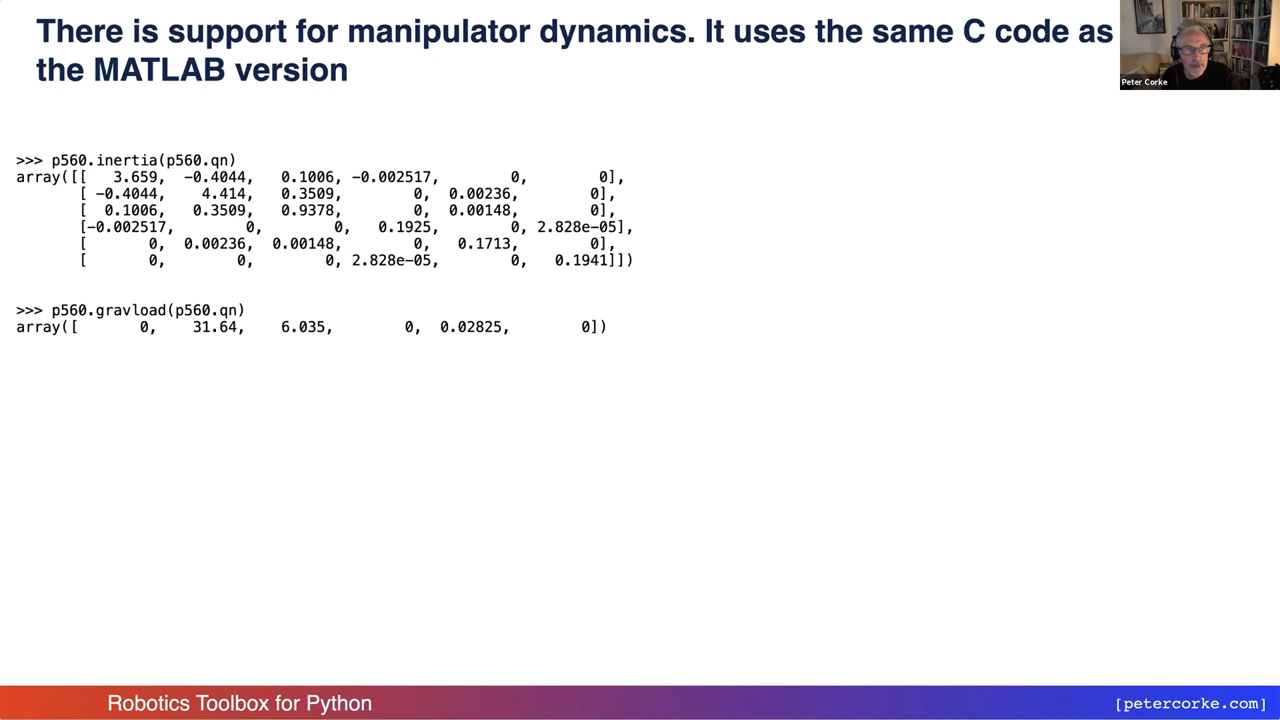 There is support for manipulator dynamics. It uses the same C code as
the MATLAB version
Peter Corke
>>> p560.inertia(p560.qn)
array([[   3.659,  -0.4044,   0.1006, -0.002517,        0,        0],
       [ -0.4044,    4.414,   0.3509,        0,  0.00236,        0],
       [  0.1006,   0.3509,   0.9378,        0,  0.00148,        0],
       [-0.002517,        0,        0,   0.1925,        0, 2.828e-05],
       [       0,  0.00236,  0.00148,        0,   0.1713,        0],
       [       0,        0,        0, 2.828e-05,        0,   0.1941]])
>>> p560.gravload(p560.qn)
array([       0,    31.64,    6.035,        0,  0.02825,        0])
Robotics Toolbox for Python
[petercorke.com]